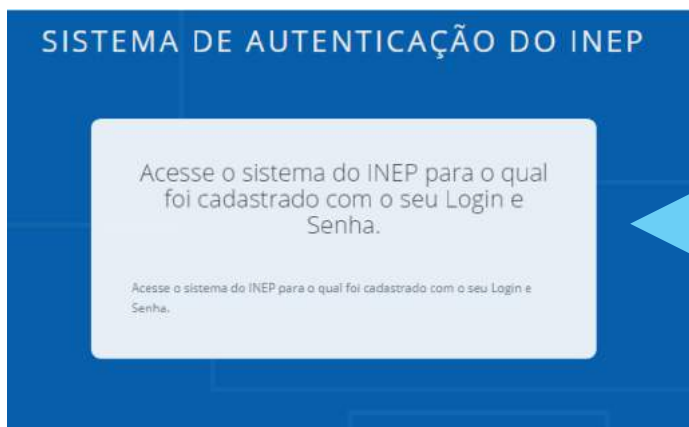 SISTEMA DE AUTENTICAÇÃO DO INEP
Acesse o sistema do INEP para o qual
foi cadastrado com o seu Login e
Senha.
Acesse o sistema do INEP para o qual foi cadastrado com o seu Login e
Senha.